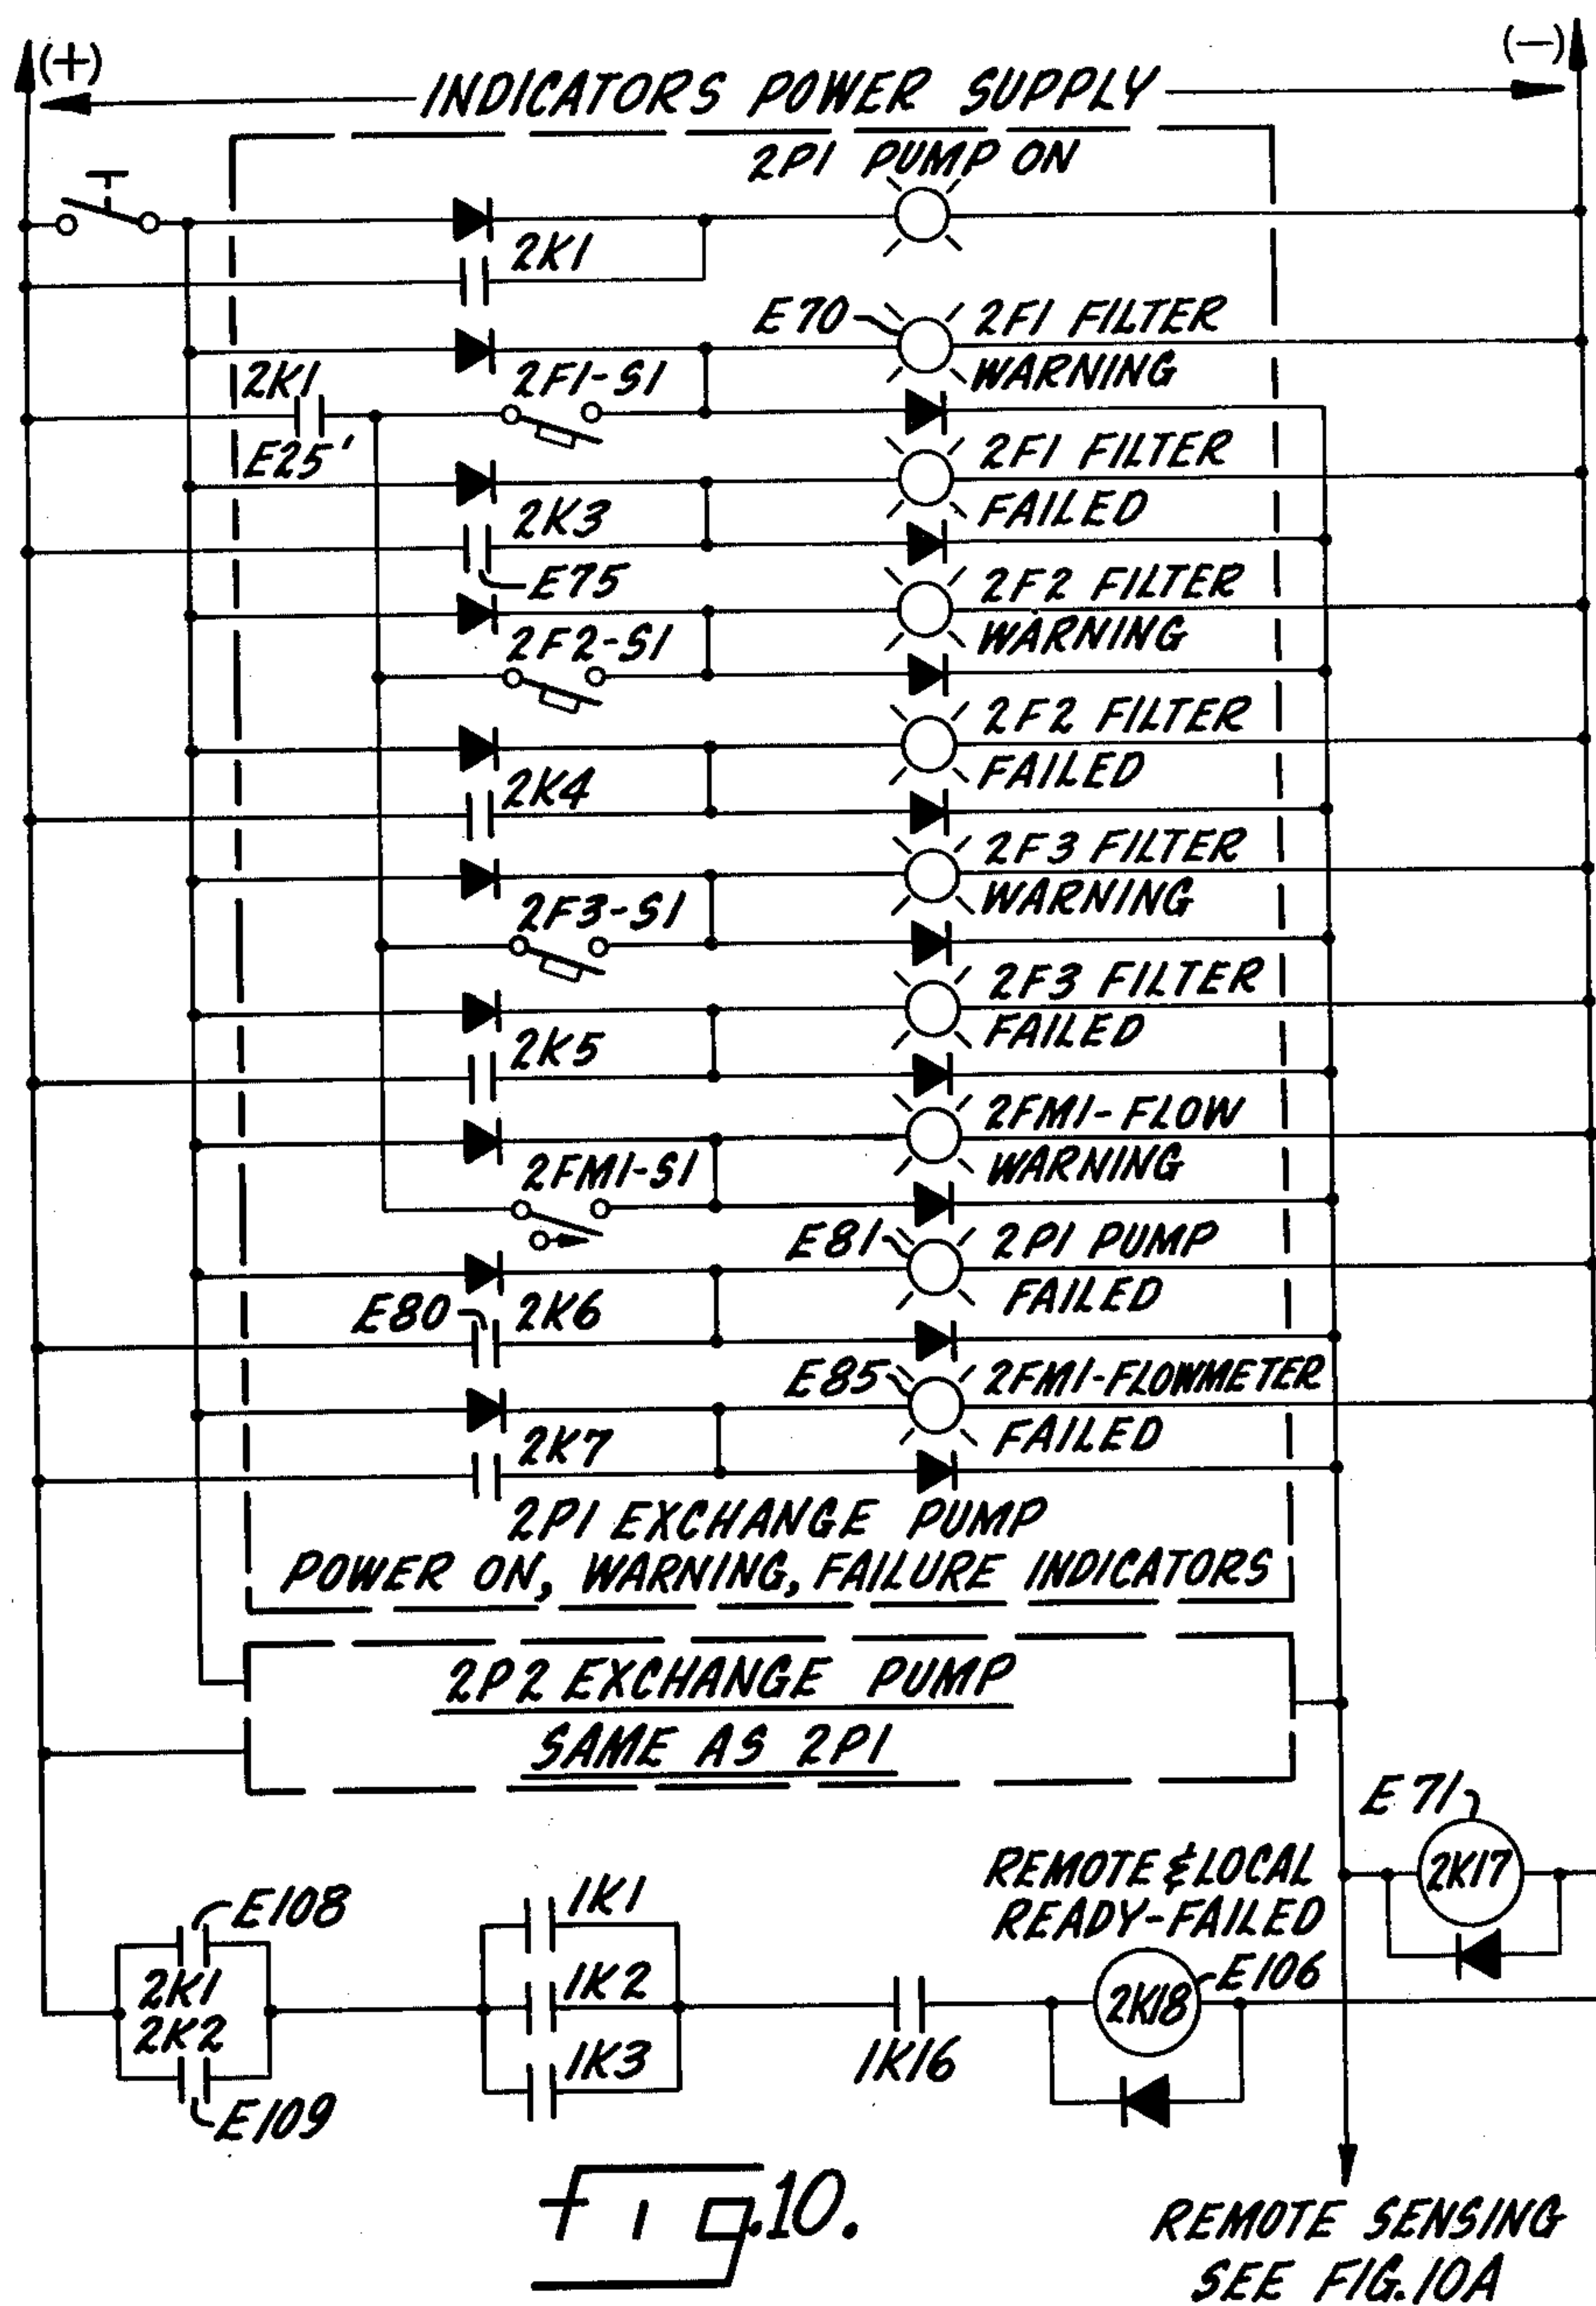 (+)
(—)
INDICATORS POWER SUPPLY
2P1 PUMP ON
2K1
E70
2F1 FILTER
WARNING
2K1
2F1-S1
E25'
2F1 FILTER
FAILED
2K3
E75
2F2 FILTER
WARNING
2F2-S1
2F2 FILTER
FAILED
2K4
2F3 FILTER
WARNING
2F3-S1
2F3 FILTER
FAILED
2K5
2FM1-FLOW
WARNING
2FM1-S1
E81
2P1 PUMP
FAILED
E80
2K6
E85
2FM1-FLOWMETER
FAILED
2K7
2P1 EXCHANGE PUMP
POWER ON, WARNING, FAILURE INDICATORS
2P2 EXCHANGE PUMP
SAME AS 2P1
E71
2K17
REMOTE & LOCAL
READY-FAILED
E108
1K1
2K1
1K2
2K18
E106
2K2
1K3
1K16
E109
Fig.10.
REMOTE SENSING
SEE FIG.10A